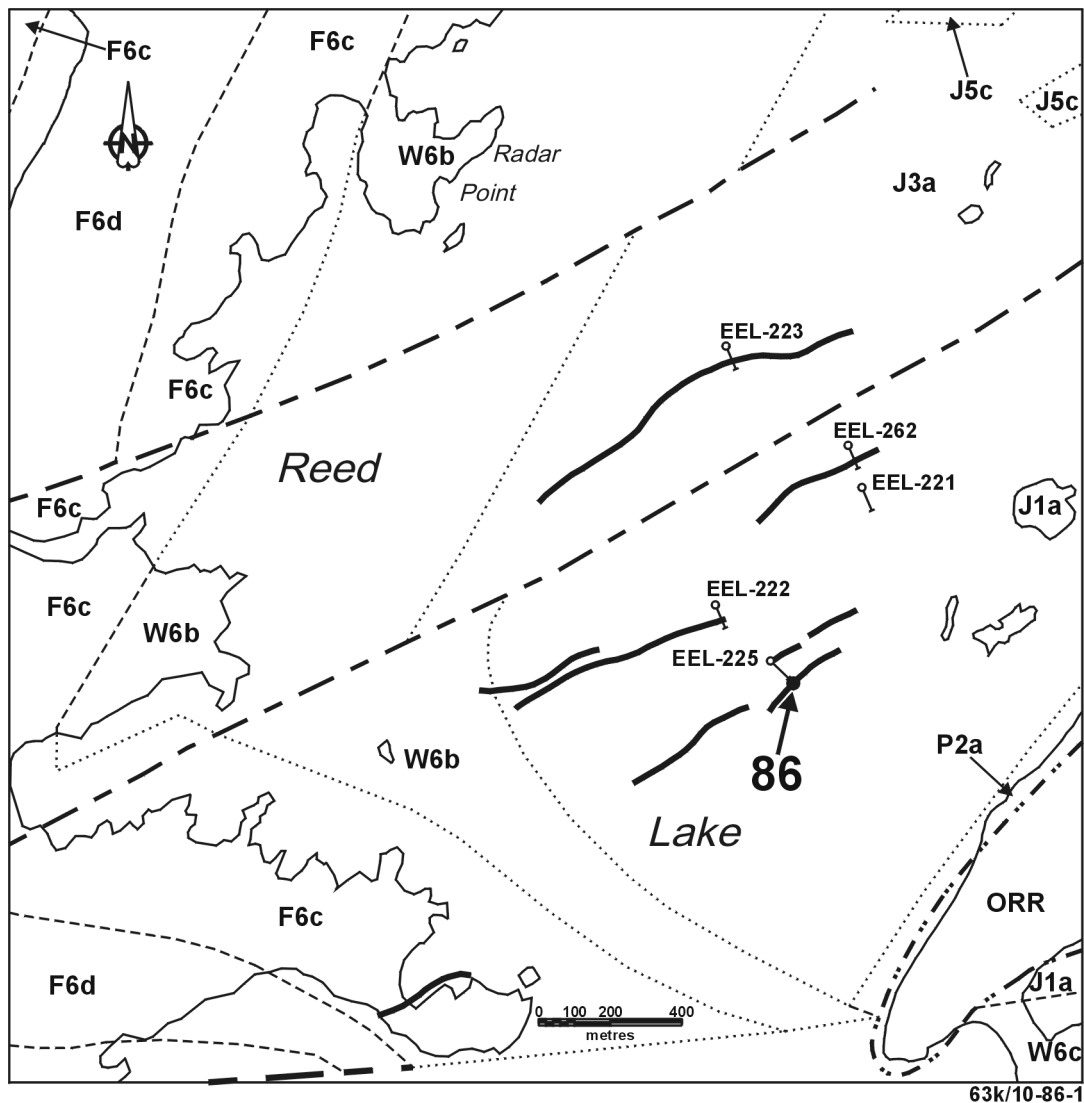 F6c
F6c
J5c
J5c
N
W6b
Radar
Point
J3a
F6d
EEL-223
F6c
EEL-262
Reed
EEL-221
F6c
J1a
EEL-222
F6c
W6b
EEL-225
P2a
W6b
86
Lake
ORR
F6c
F6d
J1a
0 100 200 400
metres
W6c
63k/10-86-1